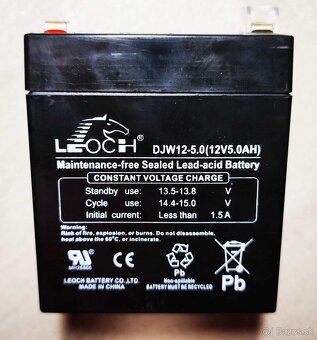 LEOCH®
DJW12-5.0(12V5.0AH)
Maintenance-free Sealed Lead-acid Battery
CONSTANT VOLTAGE CHARGE
Standby use: 13.5-13.8 V
Cycle use: 14.4-15.0 V
Initial current: Less than 1.5 A
Risk of fire, explosion, or burns. Do not disassemble,
heat above 60°C, or incinerate.
MH25866
LEOCH BATTERY CO.,LTD.
MADE IN CHINA
Pb
Non-spillable
BATTERY MUST BE RECYCLED
Pb